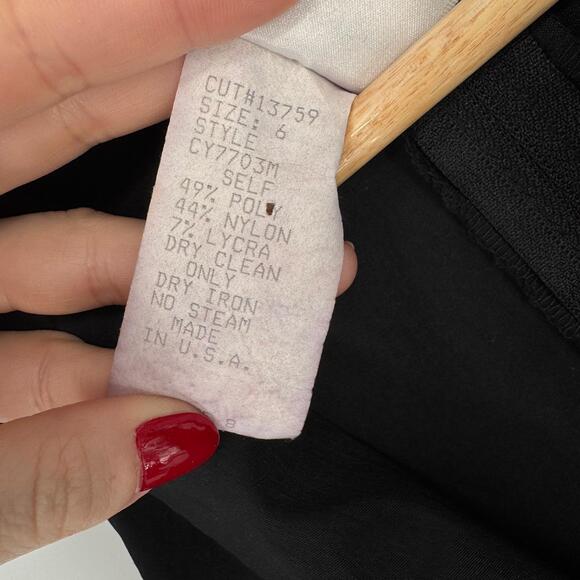 CUT#13759
SIZE: 6
STYLE
CY7703M
SELF
49% POLY
44% NYLON
7% LYCRA
DRY CLEAN
ONLY
DRY IRON
NO STEAM
MADE
IN U.S.A.
8